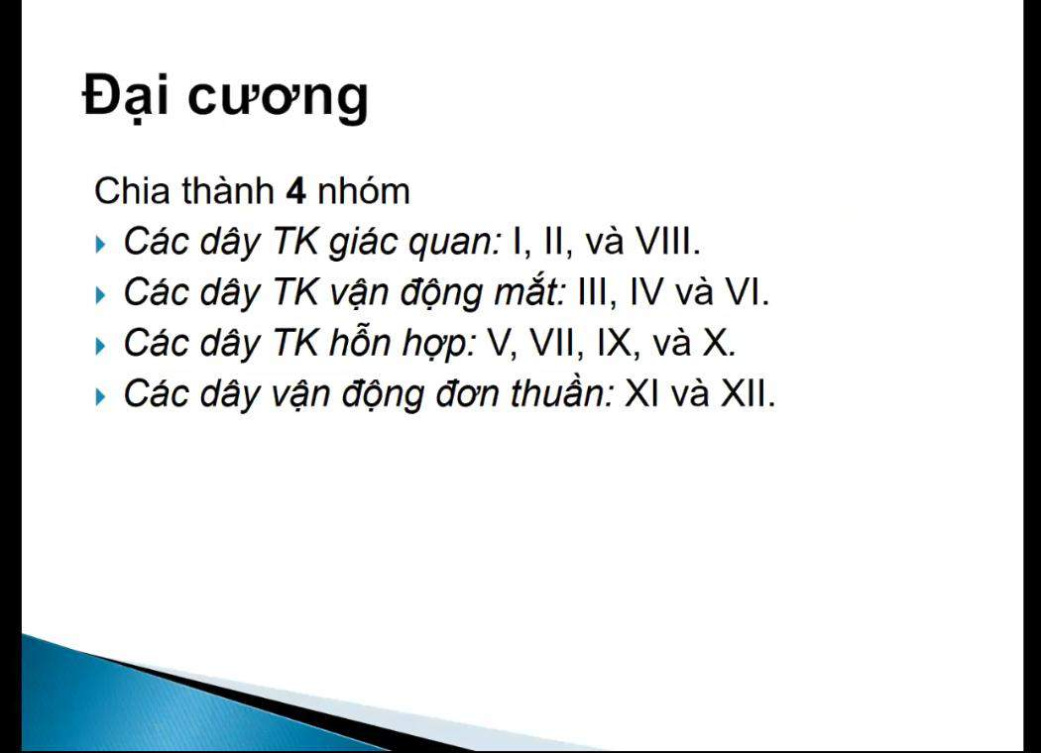 Đại cương
Chia thành 4 nhóm
Các dây TK giác quan: I, II, và VIII.
Các dây TK vận động mắt: III, IV và VI.
Các dây TK hỗn hợp: V, VII, IX, và X.
Các dây vận động đơn thuần: XI và XII.